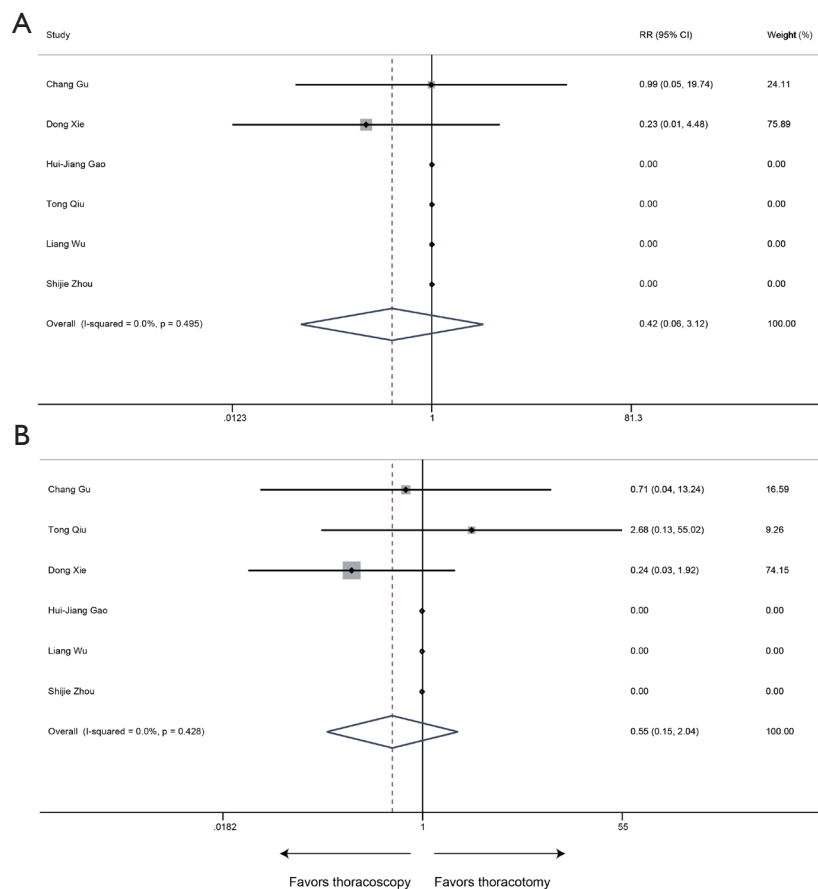 A
Study RR (95% CI) Weight (%)
Chang Gu 0.99 (0.05, 19.74) 24.11
Dong Xie 0.23 (0.01, 4.48) 75.89
Hui-Jiang Gao 0.00 0.00
Tong Qiu 0.00 0.00
Liang Wu 0.00 0.00
Shijie Zhou 0.00 0.00
Overall (I-squared = 0.0%, p = 0.495) 0.42 (0.06, 3.12) 100.00
.0123 1 81.3
B
Chang Gu 0.71 (0.04, 13.24) 16.59
Tong Qiu 2.68 (0.13, 55.02) 9.26
Dong Xie 0.24 (0.03, 1.92) 74.15
Hui-Jiang Gao 0.00 0.00
Liang Wu 0.00 0.00
Shijie Zhou 0.00 0.00
Overall (I-squared = 0.0%, p = 0.428) 0.55 (0.15, 2.04) 100.00
.0182 1 55
Favors thoracoscopy Favors thoracotomy